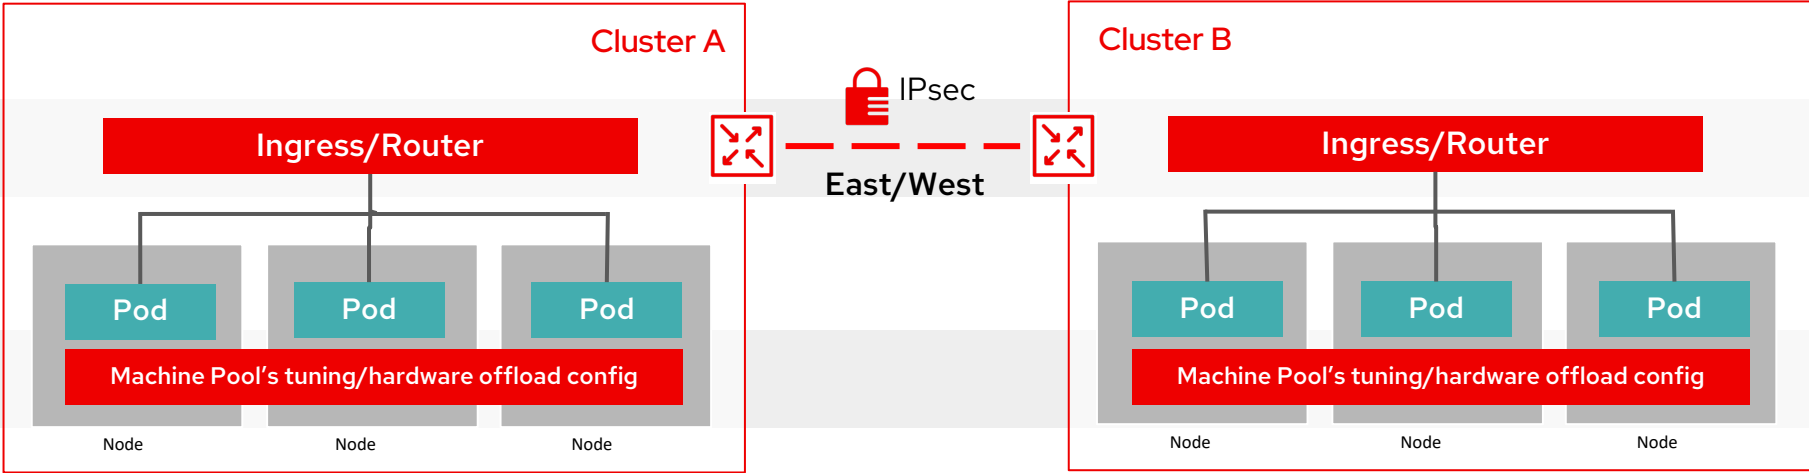 Cluster A
Ingress/Router
Pod
Pod
Pod
Machine Pool's tuning/hardware offload config
Node
Node
Node
IPsec
East/West
Cluster B
Ingress/Router
Pod
Pod
Pod
Machine Pool's tuning/hardware offload config
Node
Node
Node